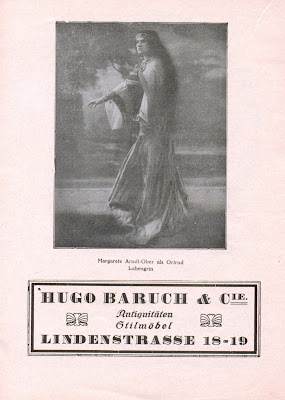 Margarete Arndt-Ober als Ortrud
Lohengrin
HUGO BARUCH & CIE.
Antiquitäten
Stilmöbel
LINDENSTRASSE 18-19